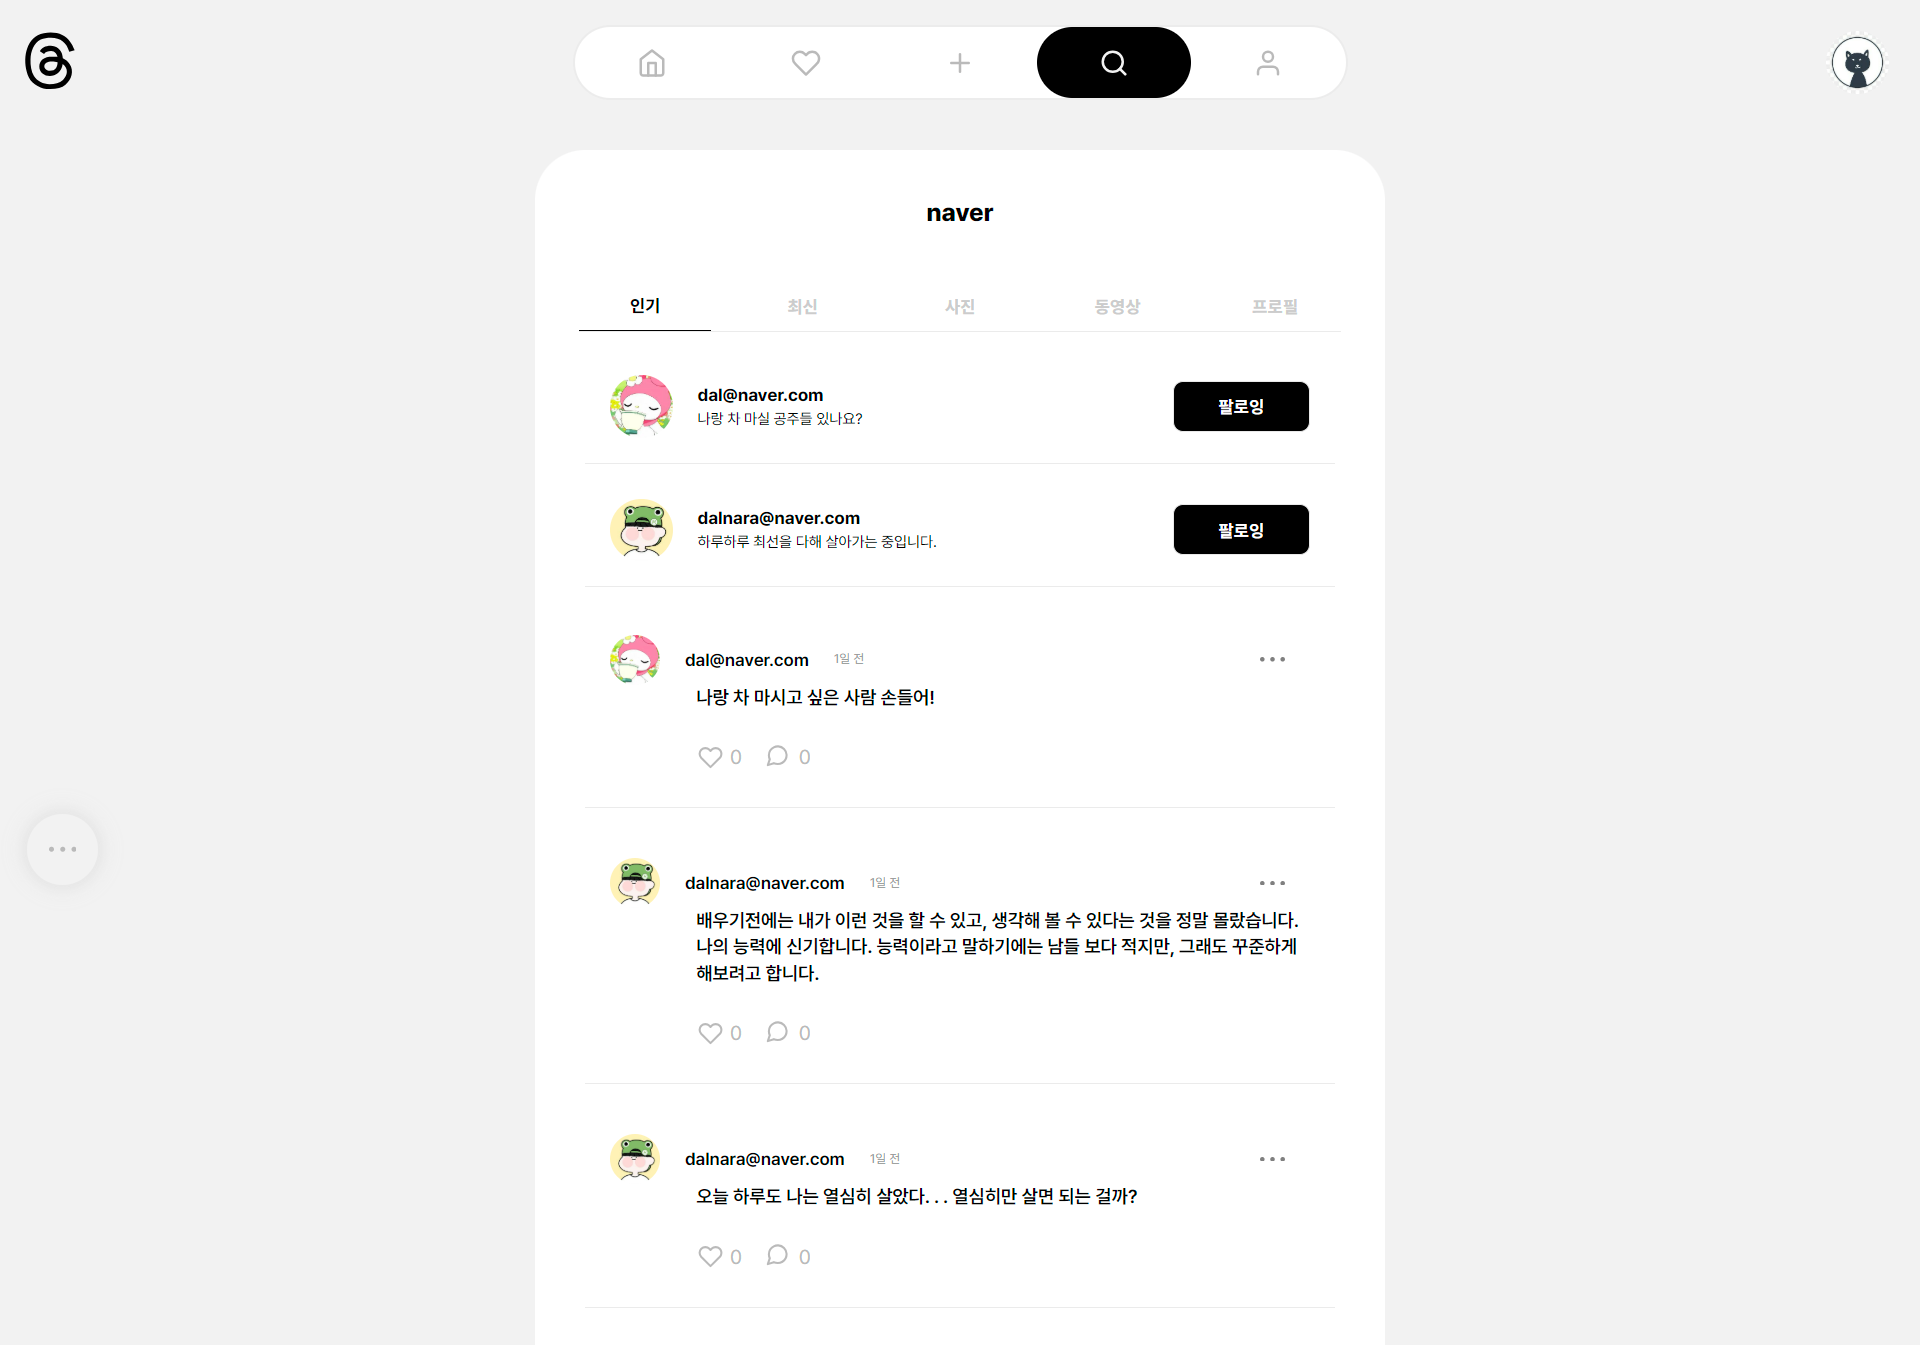 naver
인기
최신
사진
동영상
프로필
dal@naver.com
나랑 차 마실 공주들 있나요?
팔로잉
dalnara@naver.com
하루하루 최선을 다해 살아가는 중입니다.
팔로잉
dal@naver.com
1일 전
나랑 차 마시고 싶은 사람 손들어!
0
0
dalnara@naver.com
1일 전
배우기전에는 내가 이런 것을 할 수 있고, 생각해 볼 수 있다는 것을 정말 몰랐습니다.
나의 능력에 신기합니다. 능력이라고 말하기에는 남들 보다 적지만, 그래도 꾸준하게
해보려고 합니다.
0
0
dalnara@naver.com
1일 전
오늘 하루도 나는 열심히 살았다. . . 열심히만 살면 되는 걸까?
0
0